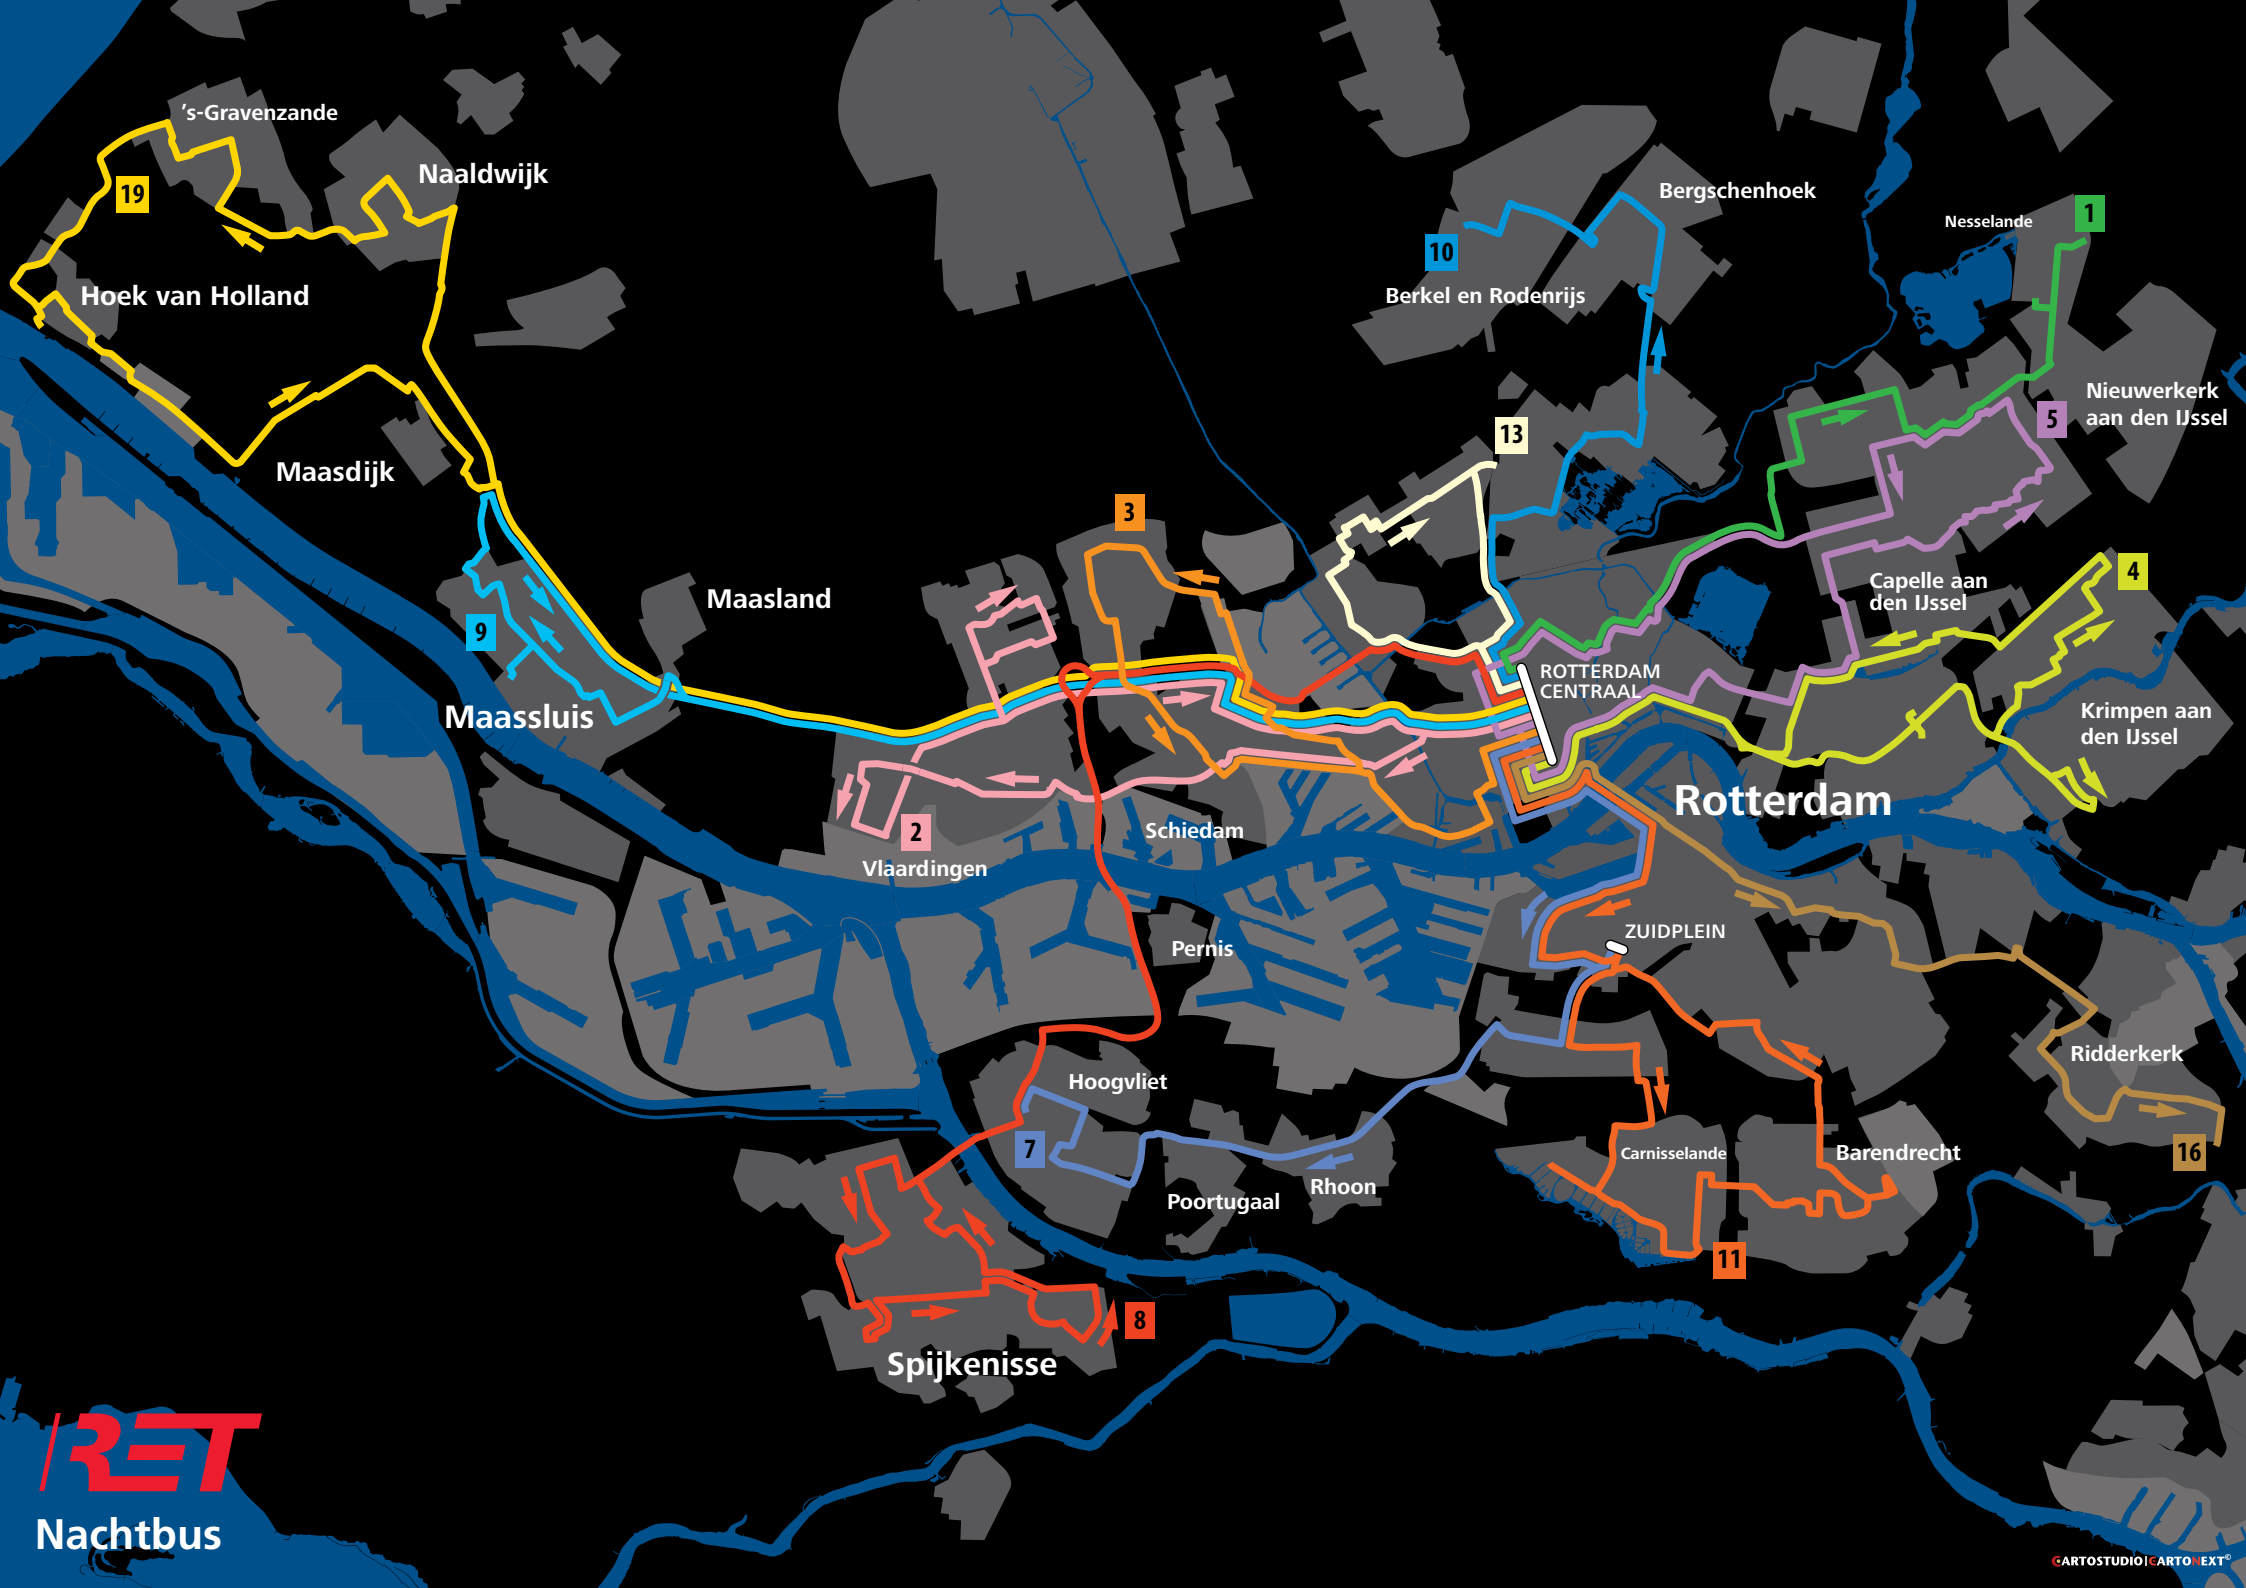 's-Gravenzande
Naaldwijk
19
Hoek van Holland
Maasdijk
Bergschenhoek
10
Berkel en Rodenrijs
Nesselande
1
Nieuwerkerk
aan den IJssel
5
13
3
4
Capelle aan
den IJssel
Maasland
9
Maassluis
ROTTERDAM
CENTRAAL
Krimpen aan
den IJssel
Rotterdam
2
Schiedam
Vlaardingen
Pernis
ZUIDPLEIN
Ridderkerk
Hoogvliet
7
Carnisselande
Barendrecht
16
Rhoon
Poortugaal
11
8
Spijkenisse
RET
Nachtbus
CARTOSTUDIO|CARTONEXT©